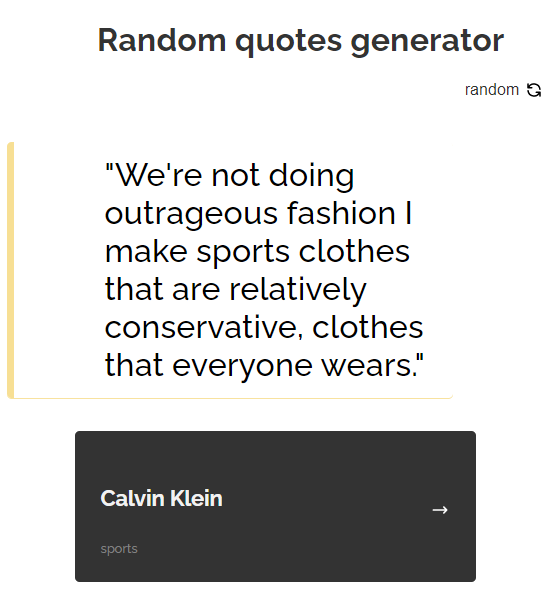 Random quotes generator
random
"We're not doing
outrageous fashion I
make sports clothes
that are relatively
conservative, clothes
that everyone wears."
Calvin Klein
sports